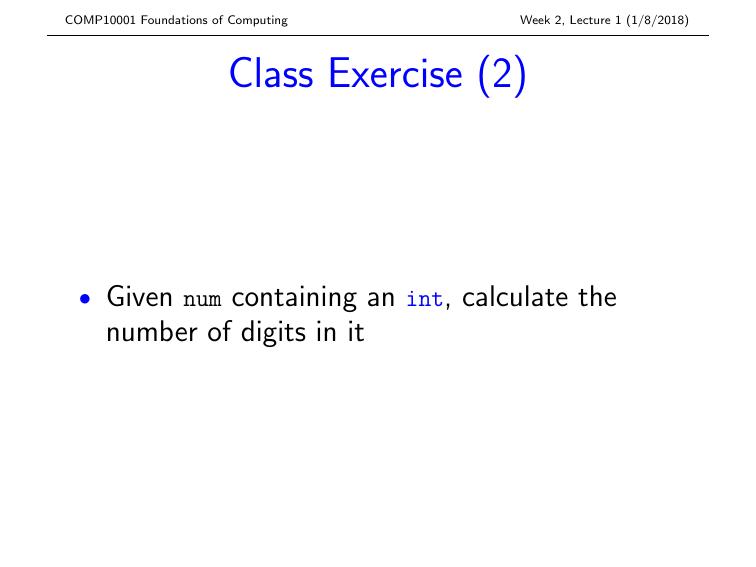 COMP10001 Foundations of Computing
Week 2, Lecture 1 (1/8/2018)
Class Exercise (2)
• Given num containing an int, calculate the
number of digits in it